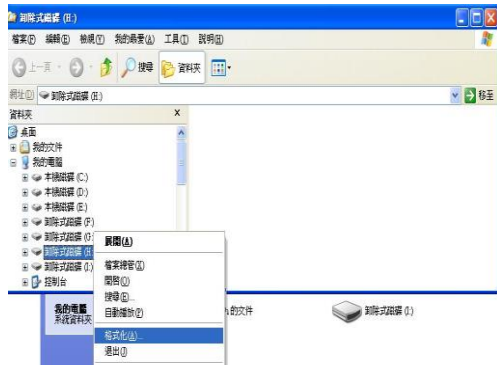 卸除式磁碟 (H:)
檔案(F) 編輯(E) 檢視(V) 我的最愛(A) 工具(T) 說明(H)
上一頁 搜尋 資料夾
網址(D) 卸除式磁碟 (H:) 移至
資料夾 x
桌面
我的文件
我的電腦
本機磁碟 (C:)
本機磁碟 (D:)
本機磁碟 (E:)
卸除式磁碟 (F:)
卸除式磁碟 (G:
卸除式磁碟 (H:
卸除式磁碟 (I:)
控制台
展開(A)
檔案總管(X)
開啟(O)
搜尋(E)...
自動播放(P)
格式化(A)...
退出(J)
我的電腦
系統資料夾
的文件
卸除式磁碟 (I:)